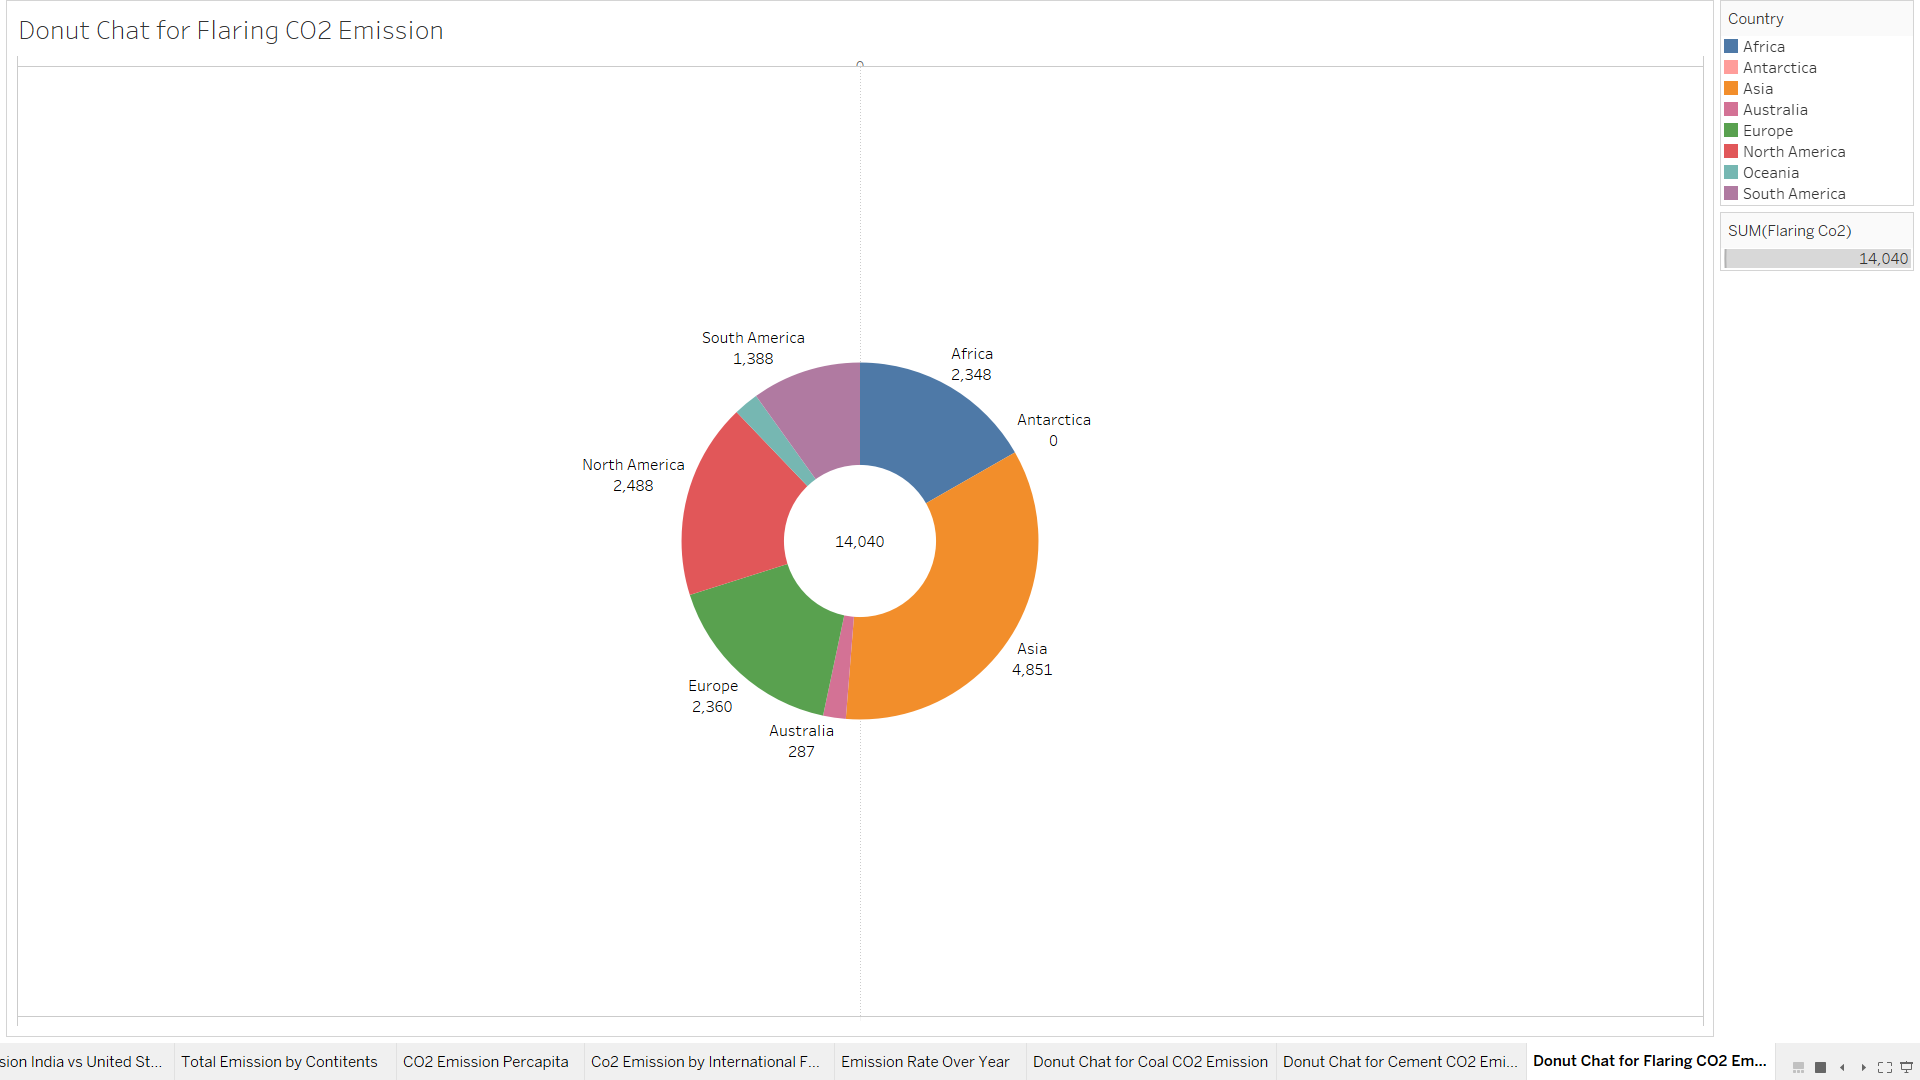 Donut Chat for Flaring CO2 Emission
South America
1,388
Africa
2,348
Antarctica
0
North America
2,488
14,040
Asia
4,851
Europe
2,360
Australia
287
Country
Africa
Antarctica
Asia
Australia
Europe
North America
Oceania
South America
SUM(Flaring Co2)
14,040
sion India vs United St...
Total Emission by Contitents
CO2 Emission Percapita
Co2 Emission by International F...
Emission Rate Over Year
Donut Chat for Coal CO2 Emission
Donut Chat for Cement CO2 Emi...
Donut Chat for Flaring CO2 Em...